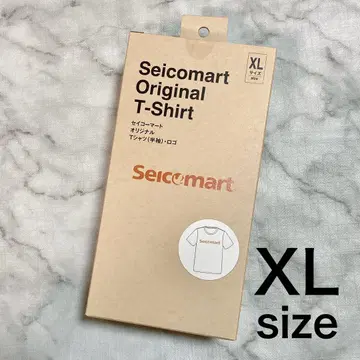 XL
サイズ
size
Seicomart
Original
T-Shirt
セイコーマート
オリジナル
Tシャツ(半袖)・ロゴ
Seicomart
Seicomart
XL
size